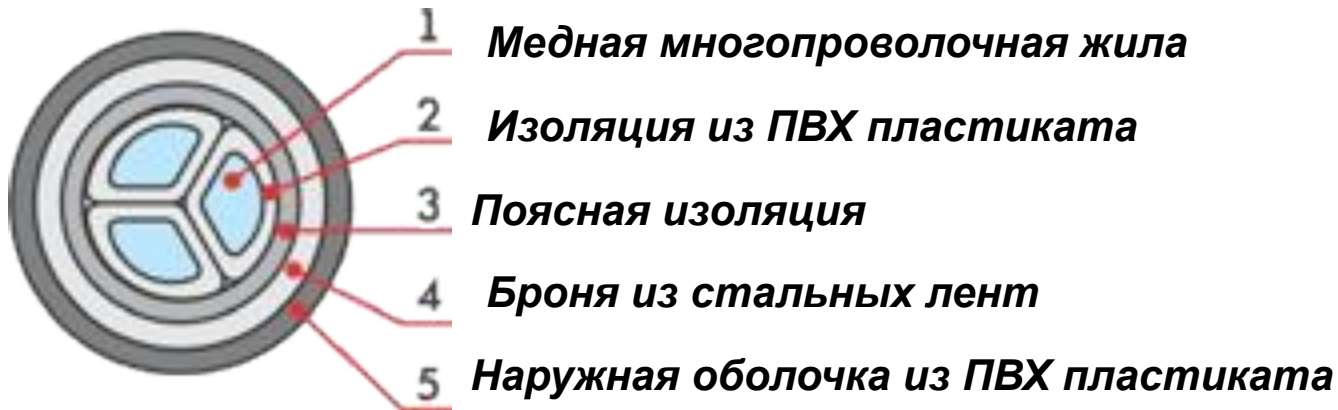 1 Медная многопроволочная жила
2 Изоляция из ПВХ пластиката
3 Поясная изоляция
4 Броня из стальных лент
5 Наружная оболочка из ПВХ пластиката